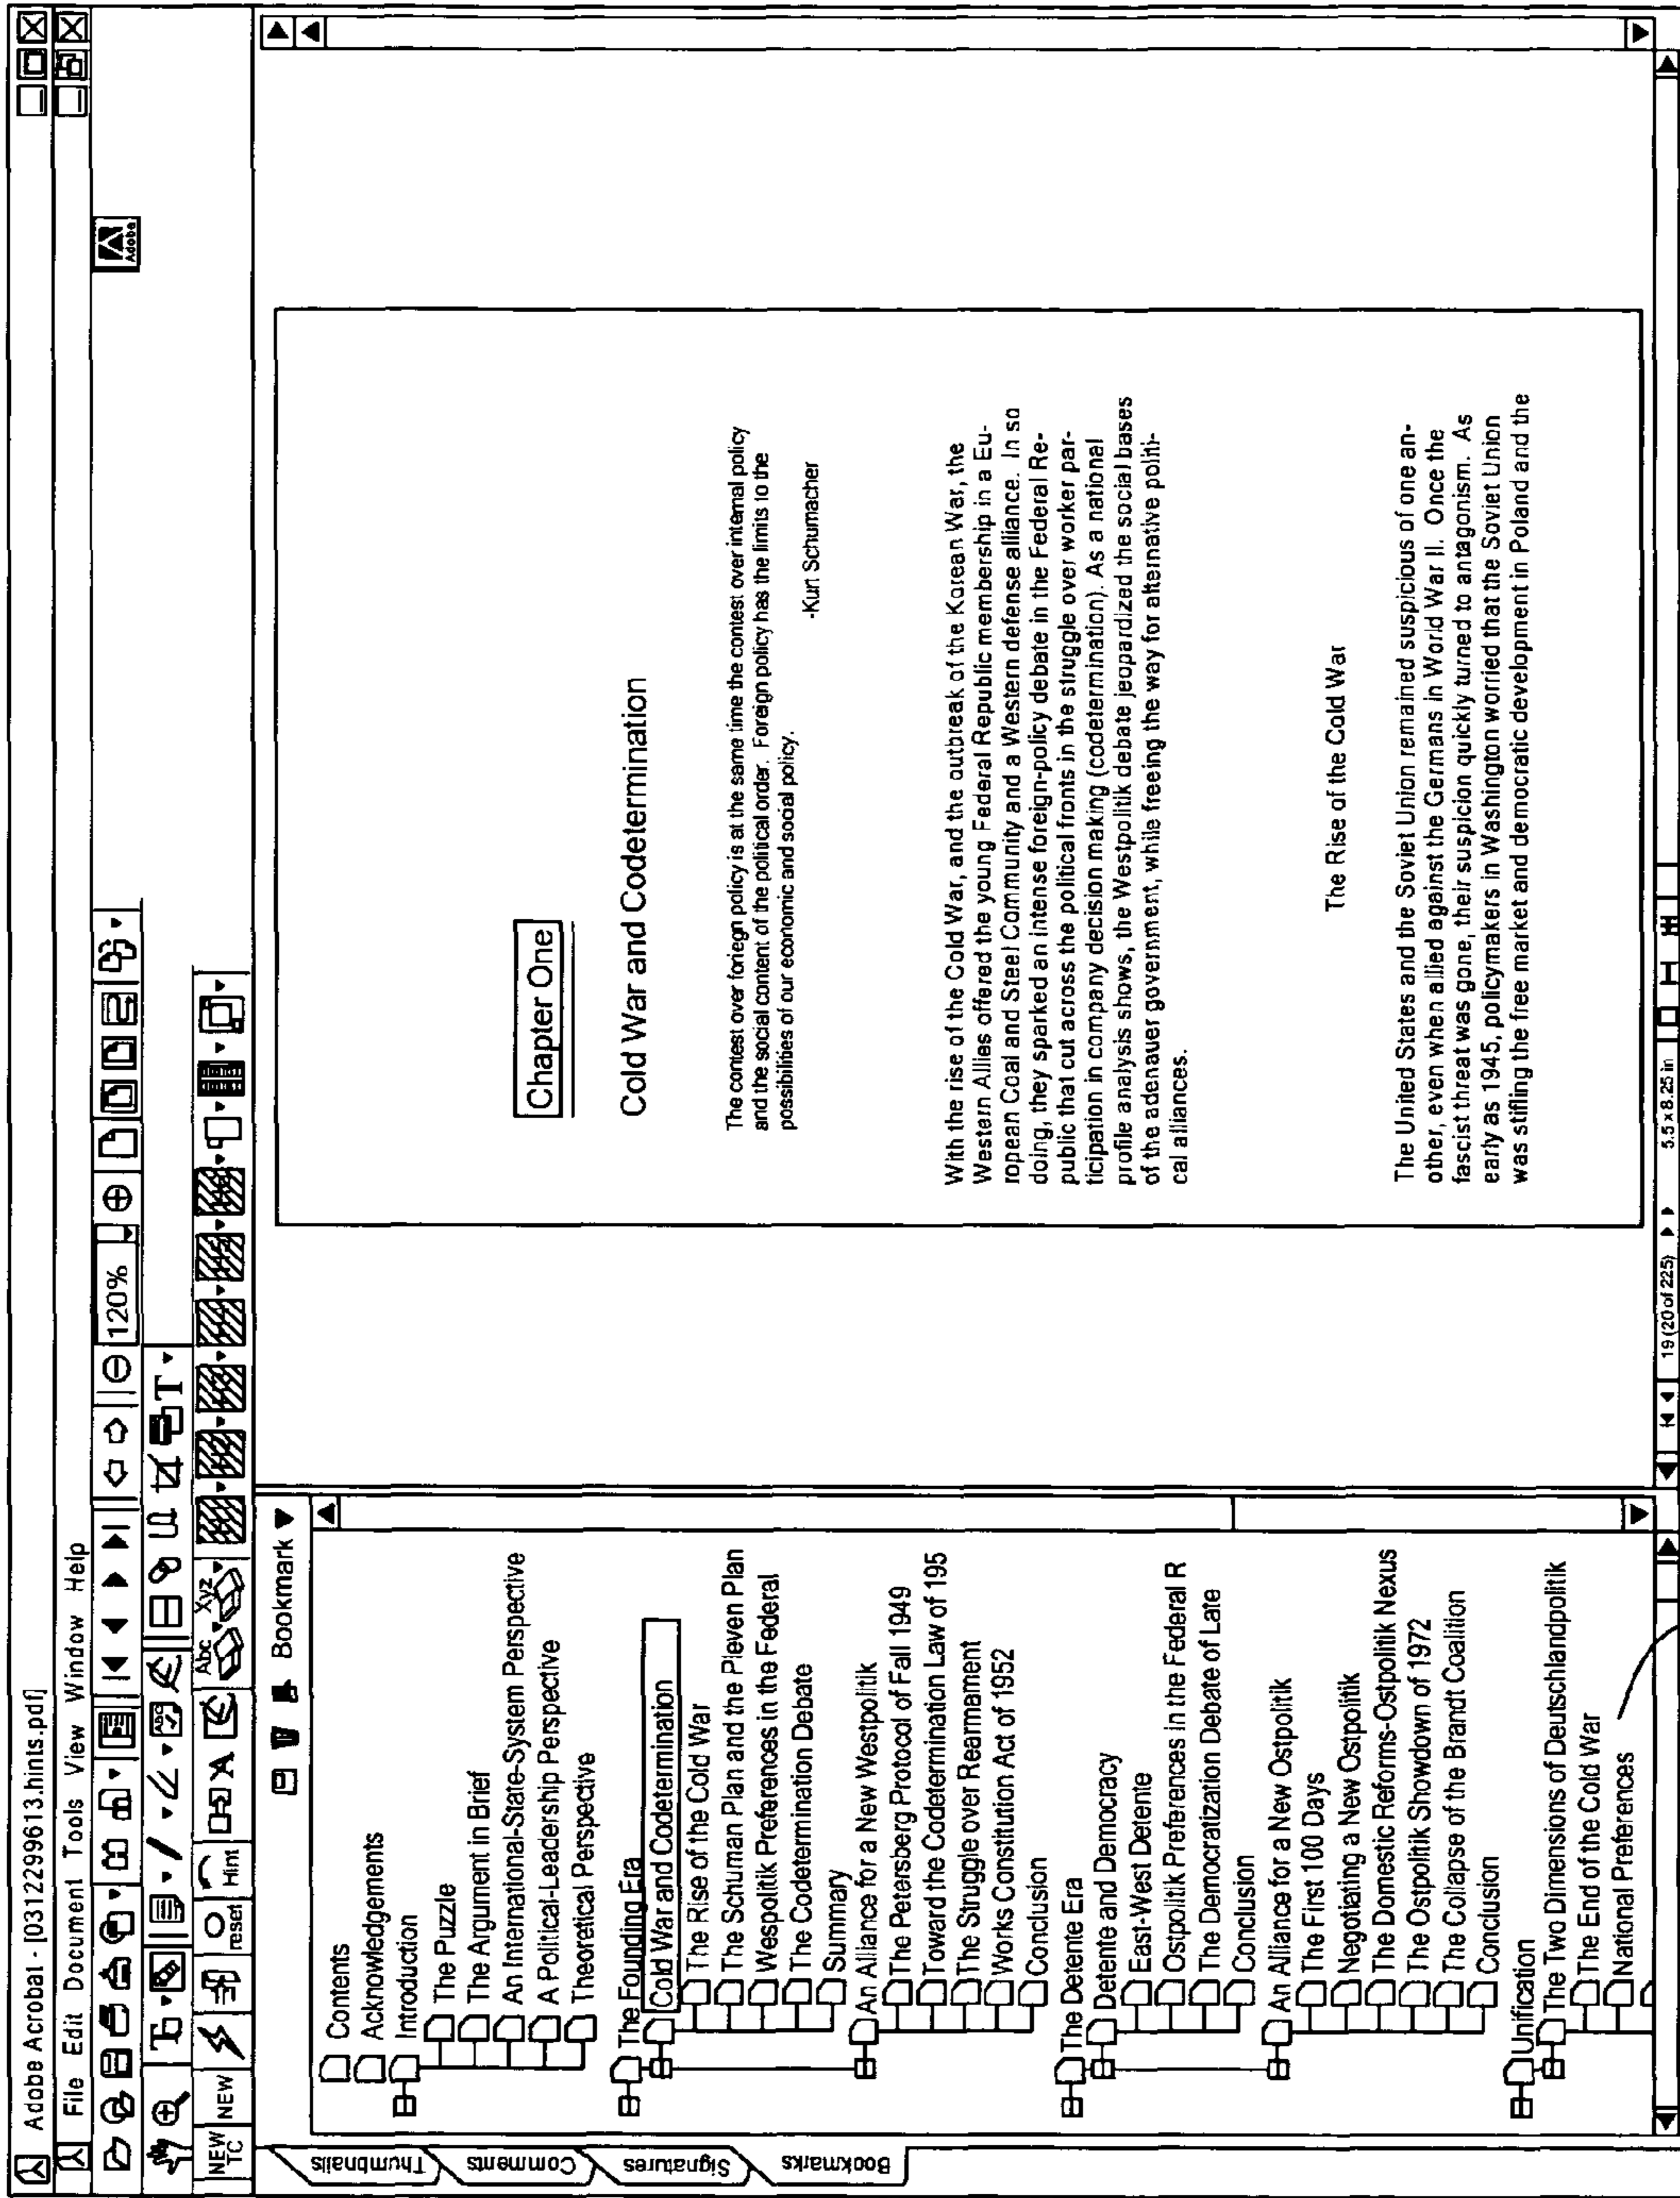 Adobe Acrobat - [0312299613.hints.pdf]
File Edit Document Tools View Window Help
120%
Adobe
T
NEW TC NEW reset Hint A Abc Xyz
Thumbnails
Comments
Signatures
Bookmarks
Bookmark
Contents
Acknowledgements
Introduction
The Puzzle
The Argument in Brief
An International-State-System Perspective
A Political-Leadership Perspective
Theoretical Perspective
The Founding Era
Cold War and Codetermination
The Rise of the Cold War
The Schuman Plan and the Pleven Plan
Wespolitik Preferences in the Federal
The Codetermination Debate
Summary
An Alliance for a New Westpolitik
The Petersberg Protocol of Fall 1949
Toward the Codetermination Law of 195
The Struggle over Rearmament
Works Constitution Act of 1952
Conclusion
The Detente Era
Detente and Democracy
East-West Detente
Ostpolitik Preferences in the Federal R
The Democratization Debate of Late
Conclusion
An Alliance for a New Ostpolitik
The First 100 Days
Negotiating a New Ostpolitik
The Domestic Reforms-Ostpolitik Nexus
The Ostpolitik Showdown of 1972
The Collapse of the Brandt Coalition
Conclusion
Unification
The Two Dimensions of Deutschlandpolitik
The End of the Cold War
National Preferences
Chapter One
Cold War and Codetermination
The contest over foriegn policy is at the same time the contest over internal policy
and the social content of the political order. Foreign policy has the limits to the
possibilities of our economic and social policy.
-Kurt Schumacher
With the rise of the Cold War, and the outbreak of the Korean War, the
Western Allies offered the young Federal Republic membership in a Eu-
ropean Coal and Steel Community and a Western defense alliance. In so
doing, they sparked an intense foreign-policy debate in the Federal Re-
public that cut across the political fronts in the struggle over worker par-
ticipation in company decision making (codetermination). As a national
profile analysis shows, the Westpolitik debate jeopardized the social bases
of the adenauer government, while freeing the way for alternative politi-
cal alliances.
The Rise of the Cold War
The United States and the Soviet Union remained suspicious of one an-
other, even when allied against the Germans in World War II. Once the
fascist threat was gone, their suspicion quickly turned to antagonism. As
early as 1945, policymakers in Washington worried that the Soviet Union
was stifling the free market and democratic development in Poland and the
19 (20 of 225) 5.5 x 8.25 in